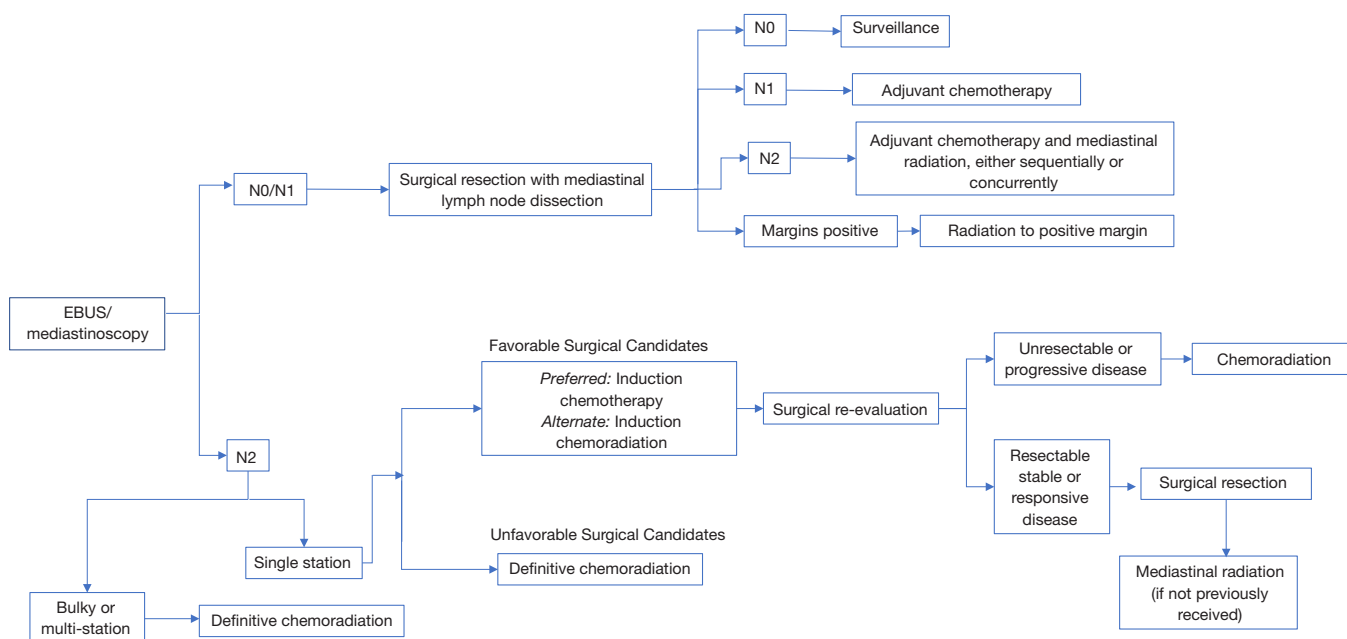 N0
Surveillance
N1
Adjuvant chemotherapy
N2
Adjuvant chemotherapy and mediastinal
radiation, either sequentially or
concurrently
N0/N1
Surgical resection with mediastinal
lymph node dissection
Margins positive
Radiation to positive margin
EBUS/
mediastinoscopy
Favorable Surgical Candidates
Preferred: Induction
chemotherapy
Alternate: Induction
chemoradiation
Surgical re-evaluation
Unresectable or
progressive disease
Chemoradiation
N2
Resectable
stable or
responsive
disease
Surgical resection
Unfavorable Surgical Candidates
Single station
Definitive chemoradiation
Mediastinal radiation
(if not previously
received)
Bulky or
multi-station
Definitive chemoradiation